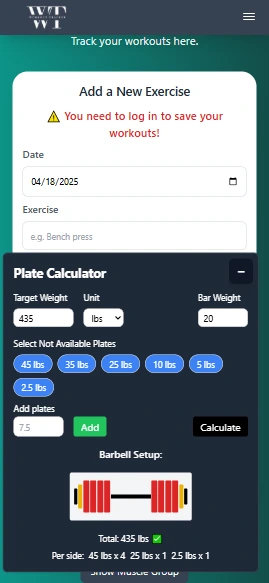 WT
WORKOUT TRACKER
Track your workouts here.
Add a New Exercise
⚠️ You need to log in to save your
workouts!
Date
04/18/2025
Exercise
e.g. Bench press
Plate Calculator
−
Target Weight Unit Bar Weight
435 lbs 20
Select Not Available Plates
45 lbs 35 lbs 25 lbs 10 lbs 5 lbs
2.5 lbs
Add plates
7.5 Add Calculate
Barbell Setup:
Total: 435 lbs ✅
Per side: 45 lbs x 4 25 lbs x 1 2.5 lbs x 1
Show Muscle Group